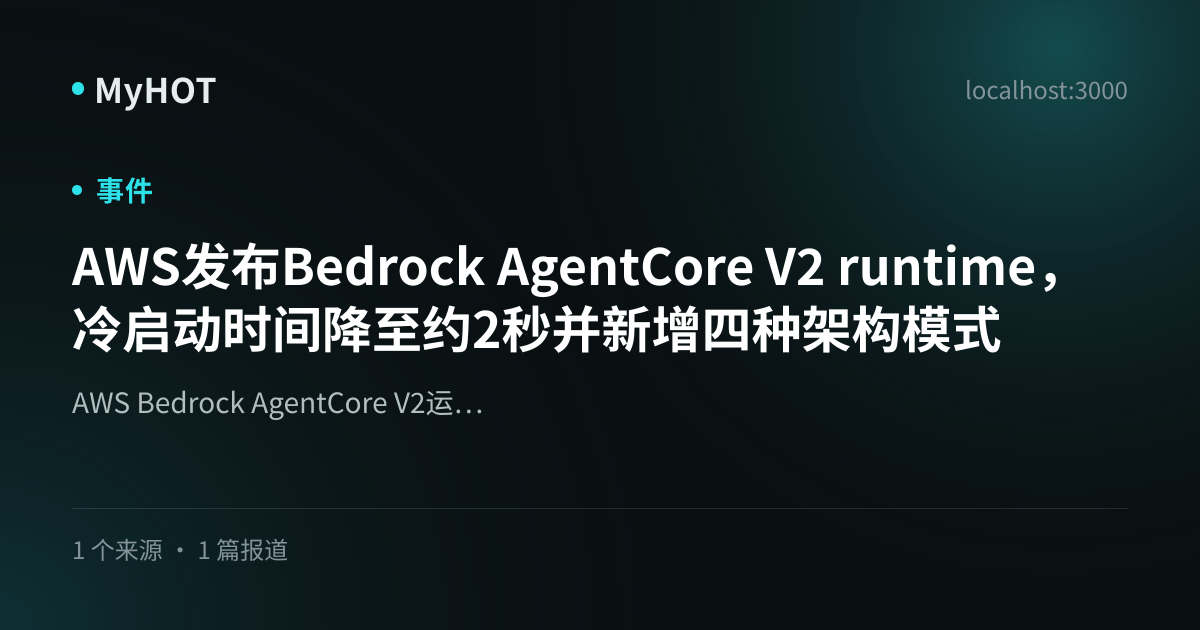 MyHOT
localhost:3000
事件
AWS发布Bedrock AgentCore V2 runtime，
冷启动时间降至约2秒并新增四种架构模式
AWS Bedrock AgentCore V2运…
1 个来源 · 1 篇报道